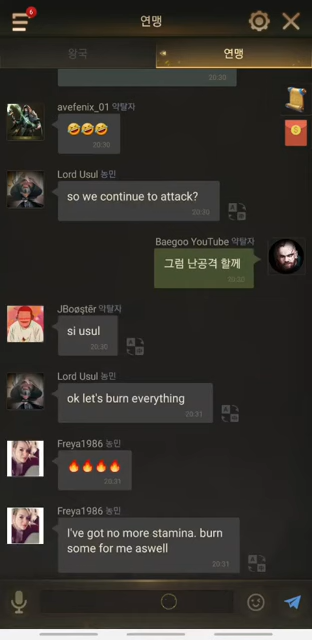 6
연맹
왕국
연맹
20:30
avefenix_01 약탈자
🤣🤣🤣
20:30
Lord Usul 농민
so we continue to attack?
20:30
Baegoo YouTube 약탈자
그럼 난공격 할께
20:30
JBoøştêr 약탈자
si usul
20:30
Lord Usul 농민
ok let's burn everything
20:31
Freya1986 농민
🔥🔥🔥🔥
20:31
Freya1986 농민
I've got no more stamina. burn
some for me aswell
20:31